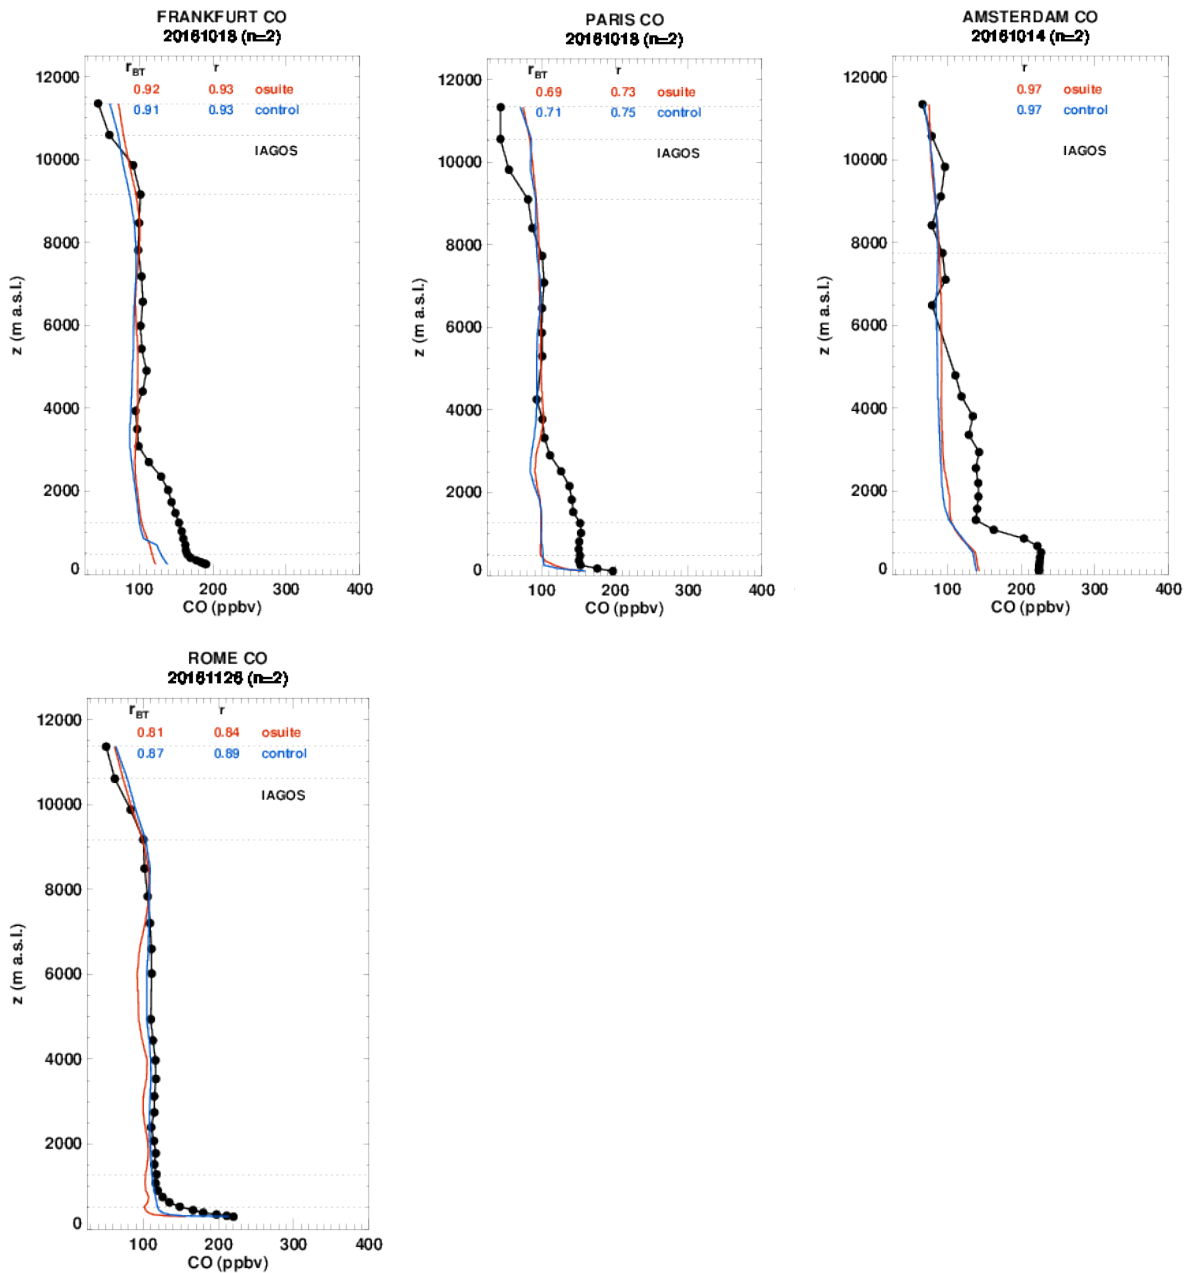 FRANKFURT CO
20161018 (n=2)
r_BT r
0.92 0.93 osuite
0.91 0.93 control
IAGOS
12000
10000
8000
6000
4000
2000
0
z (m a.s.l.)
100 200 300 400
CO (ppbv)
PARIS CO
20161018 (n=2)
r_BT r
0.69 0.73 osuite
0.71 0.75 control
IAGOS
12000
10000
8000
6000
4000
2000
0
z (m a.s.l.)
100 200 300 400
CO (ppbv)
AMSTERDAM CO
20161014 (n=2)
r
0.97 osuite
0.97 control
IAGOS
12000
10000
8000
6000
4000
2000
0
z (m a.s.l.)
100 200 300 400
CO (ppbv)
ROME CO
20161126 (n=2)
r_BT r
0.81 0.84 osuite
0.87 0.89 control
IAGOS
12000
10000
8000
6000
4000
2000
0
z (m a.s.l.)
100 200 300 400
CO (ppbv)